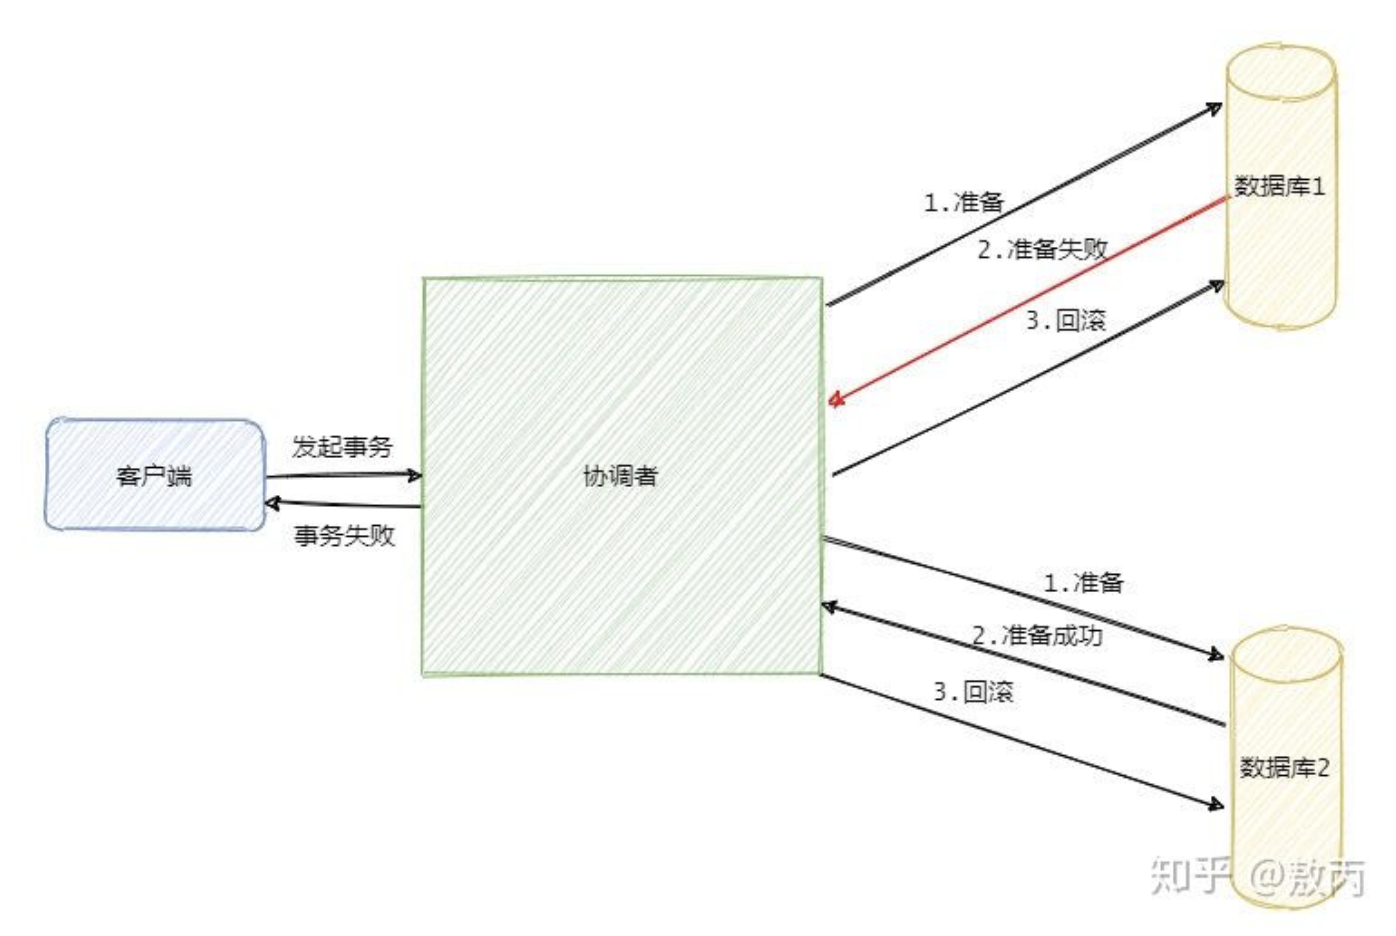 数据库1
1.准备
2.准备失败
3.回滚
发起事务
客户端
协调者
事务失败
1.准备
2.准备成功
3.回滚
数据库2
知乎 @敖丙